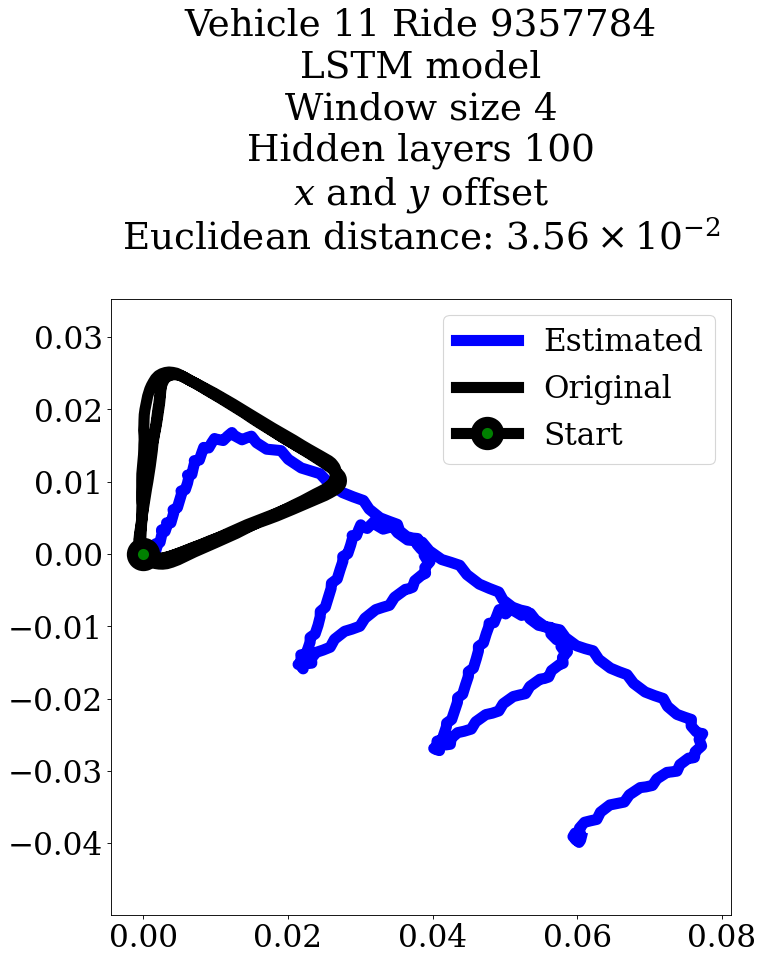 Vehicle 11 Ride 9357784
LSTM model
Window size 4
Hidden layers 100
x and y offset
Euclidean distance: 3.56 × 10⁻²
Estimated
Original
Start
0.03
0.02
0.01
0.00
−0.01
−0.02
−0.03
−0.04
0.00 0.02 0.04 0.06 0.08